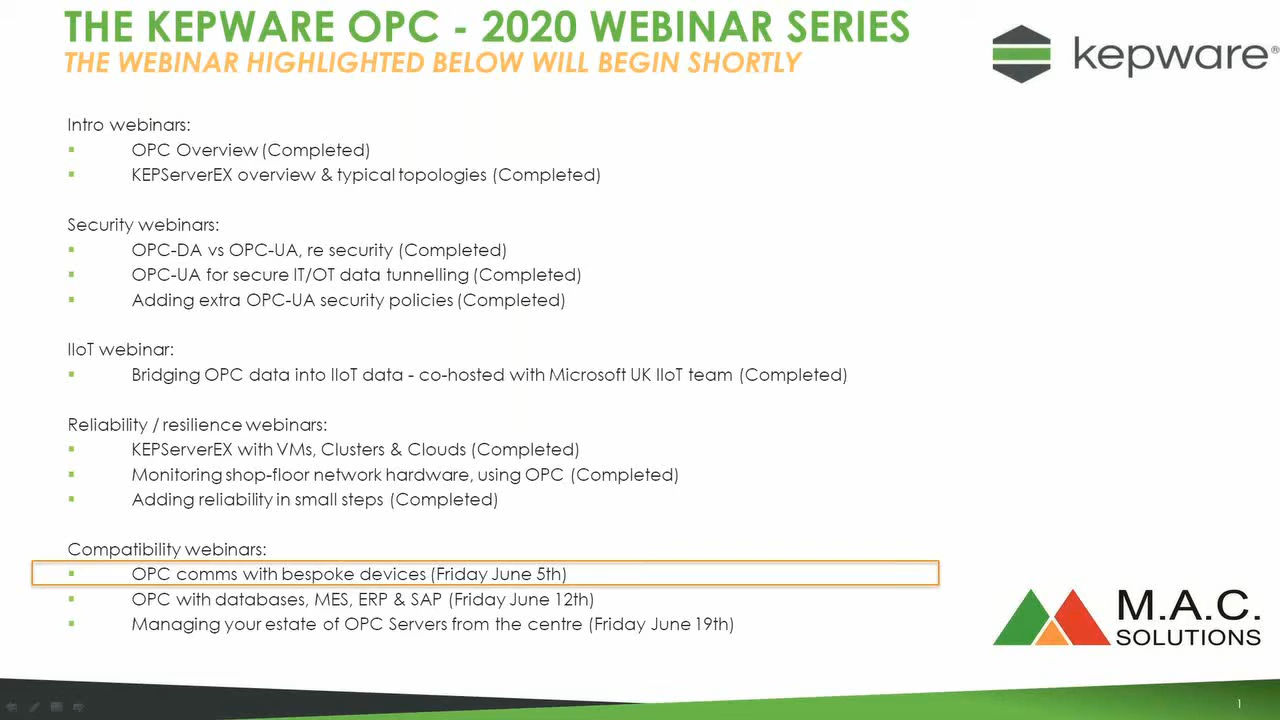 THE KEPWARE OPC - 2020 WEBINAR SERIES
THE WEBINAR HIGHLIGHTED BELOW WILL BEGIN SHORTLY
kepware®
Intro webinars:
▪ OPC Overview (Completed)
▪ KEPServerEX overview & typical topologies (Completed)
Security webinars:
▪ OPC-DA vs OPC-UA, re security (Completed)
▪ OPC-UA for secure IT/OT data tunnelling (Completed)
▪ Adding extra OPC-UA security policies (Completed)
IIoT webinar:
▪ Bridging OPC data into IIoT data - co-hosted with Microsoft UK IIoT team (Completed)
Reliability / resilience webinars:
▪ KEPServerEX with VMs, Clusters & Clouds (Completed)
▪ Monitoring shop-floor network hardware, using OPC (Completed)
▪ Adding reliability in small steps (Completed)
Compatibility webinars:
▪ OPC comms with bespoke devices (Friday June 5th)
▪ OPC with databases, MES, ERP & SAP (Friday June 12th)
▪ Managing your estate of OPC Servers from the centre (Friday June 19th)
M.A.C.
SOLUTIONS
1